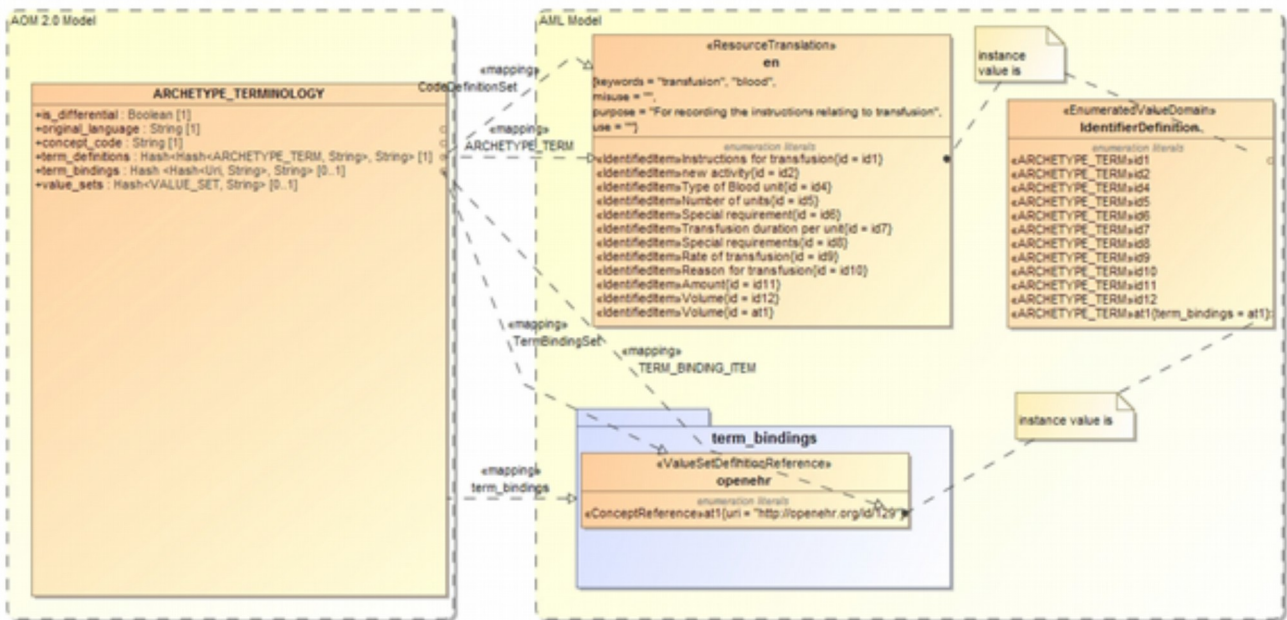 AOM 2.0 Model
ARCHETYPE_TERMINOLOGY
+is_differential : Boolean [1]
+original_language : String [1]
+concept_code : String [1]
+term_definitions : Hash<Hash<ARCHETYPE_TERM, String>, String> [1]
+term_bindings : Hash <Hash<Uri, String>, String> [0..1]
+value_sets : Hash<VALUE_SET, String> [0..1]
«mapping»
CodeDefinitionSet
«mapping»
ARCHETYPE_TERM
«mapping»
TermBindingSet
«mapping»
TERM_BINDING_ITEM
«mapping»
term_bindings
AML Model
«ResourceTranslation»
en
{keywords = "transfusion", "blood",
misuse = "",
purpose = "For recording the instructions relating to transfusion",
use = ""}
enumeration literals
«IdentifiedItem»Instructions for transfusion{id = id1}
«IdentifiedItem»new activity{id = id2}
«IdentifiedItem»Type of Blood unit{id = id4}
«IdentifiedItem»Number of units{id = id5}
«IdentifiedItem»Special requirement{id = id6}
«IdentifiedItem»Transfusion duration per unit{id = id7}
«IdentifiedItem»Special requirements{id = id8}
«IdentifiedItem»Rate of transfusion{id = id9}
«IdentifiedItem»Reason for transfusion{id = id10}
«IdentifiedItem»Amount{id = id11}
«IdentifiedItem»Volume{id = id12}
«IdentifiedItem»Volume{id = at1}
instance
value is
«EnumeratedValueDomain»
IdentifierDefinition.
enumeration literals
«ARCHETYPE_TERM»id1
«ARCHETYPE_TERM»id2
«ARCHETYPE_TERM»id4
«ARCHETYPE_TERM»id5
«ARCHETYPE_TERM»id6
«ARCHETYPE_TERM»id7
«ARCHETYPE_TERM»id8
«ARCHETYPE_TERM»id9
«ARCHETYPE_TERM»id10
«ARCHETYPE_TERM»id11
«ARCHETYPE_TERM»id12
«ARCHETYPE_TERM»at1{term_bindings = at1}
instance value is
term_bindings
«ValueSetDefinitionReference»
openehr
enumeration literals
«ConceptReference»at1{uri = "http://openehr.org/id/129"}